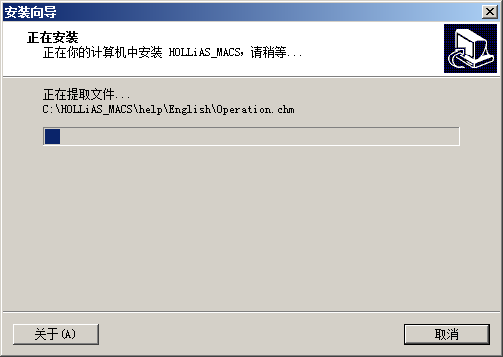 安装向导
正在安装
正在你的计算机中安装 HOLLiAS_MACS，请稍等...
正在提取文件...
C:\HOLLiAS_MACS\help\English\Operation.chm
关于(A)
取消